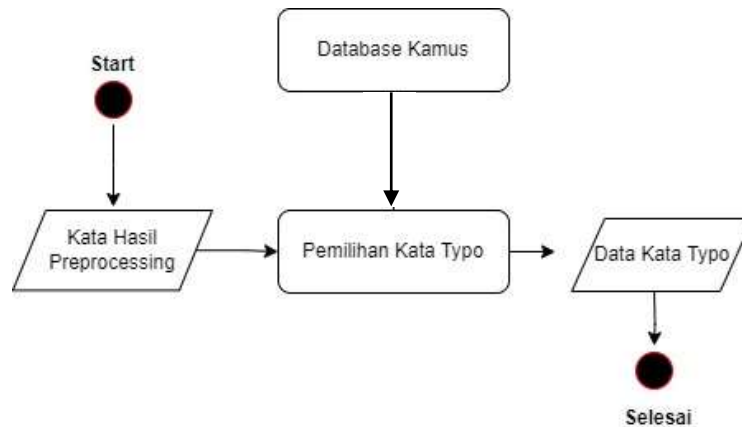 Start
Database Kamus
Kata Hasil
Preprocessing
Pemilihan Kata Typo
Data Kata Typo
Selesai